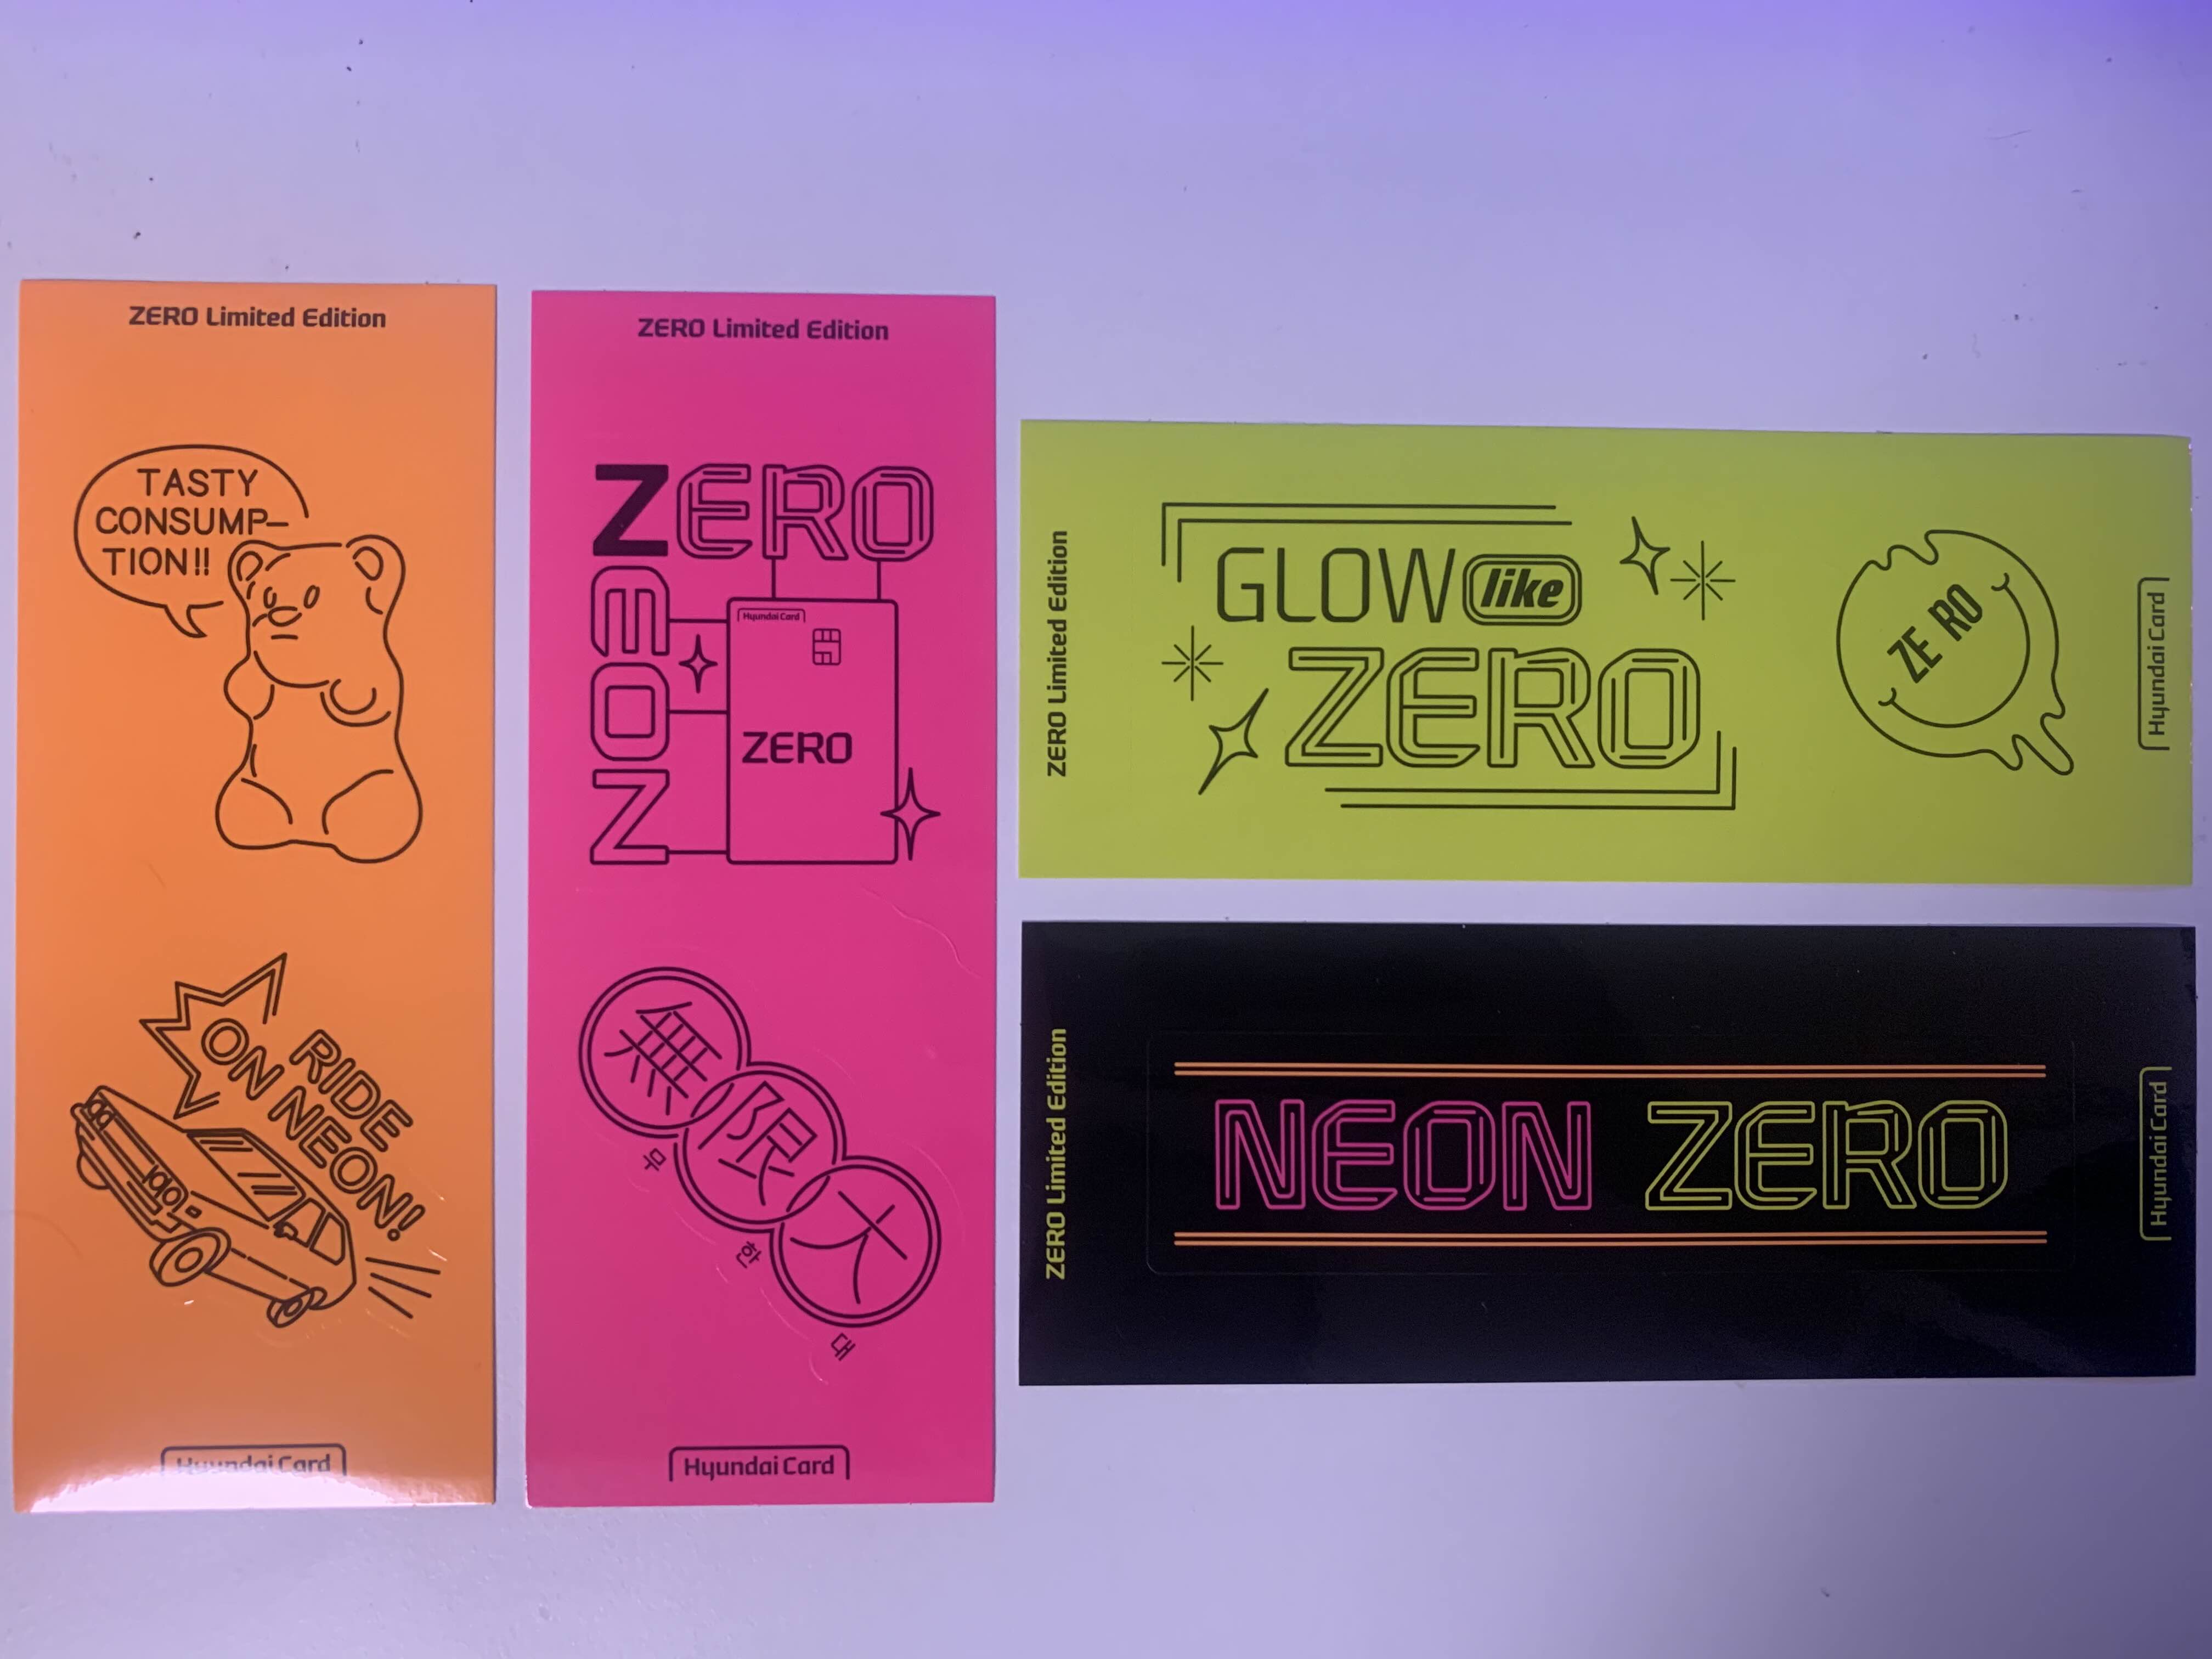 ZERO Limited Edition
TASTY
CONSUMP-
TION!!
RIDE
ON NEON!
Hyundai Card
ZERO Limited Edition
ZERO
NEON
Hyundai Card
ZERO
無限大
무한대
Hyundai Card
ZERO Limited Edition
GLOW like
ZERO
ZE RO
Hyundai Card
ZERO Limited Edition
NEON ZERO
Hyundai Card